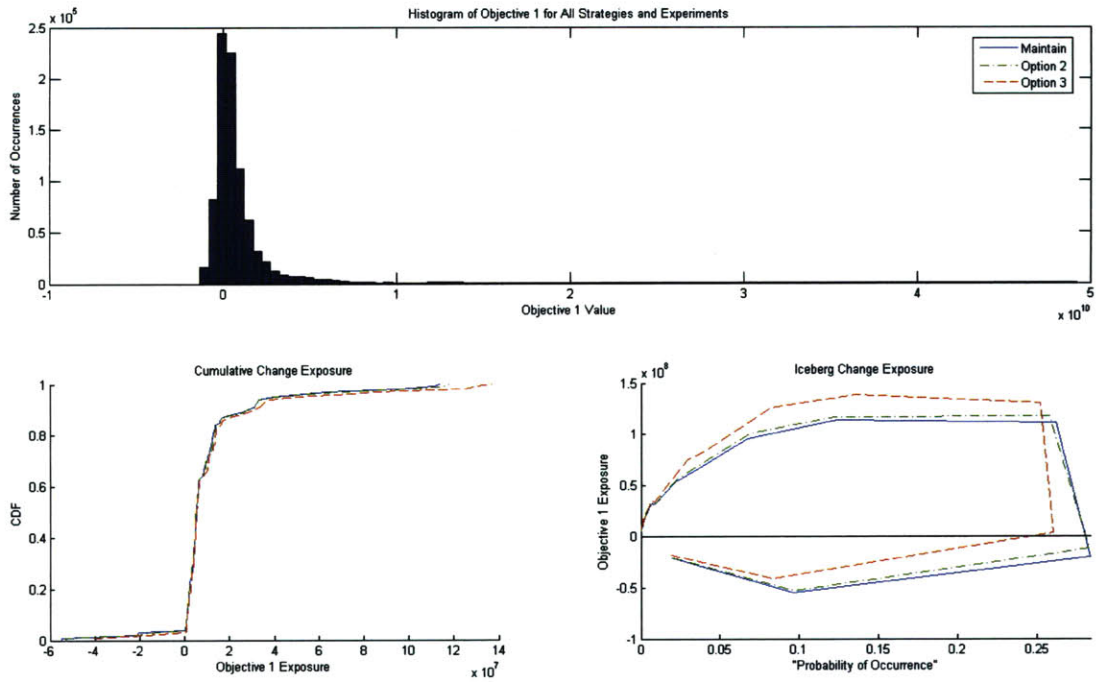 Histogram of Objective 1 for All Strategies and Experiments
x 10^5
2.5
2
1.5
1
0.5
0
Number of Occurrences
Maintain
Option 2
Option 3
-1 0 1 2 3 4 5
x 10^10
Objective 1 Value
Cumulative Change Exposure
1
0.8
0.6
0.4
0.2
0
CDF
-6 -4 -2 0 2 4 6 8 10 12 14
x 10^7
Objective 1 Exposure
Iceberg Change Exposure
x 10^8
1.5
1
0.5
0
-0.5
-1
Objective 1 Exposure
0 0.05 0.1 0.15 0.2 0.25
"Probability of Occurrence"